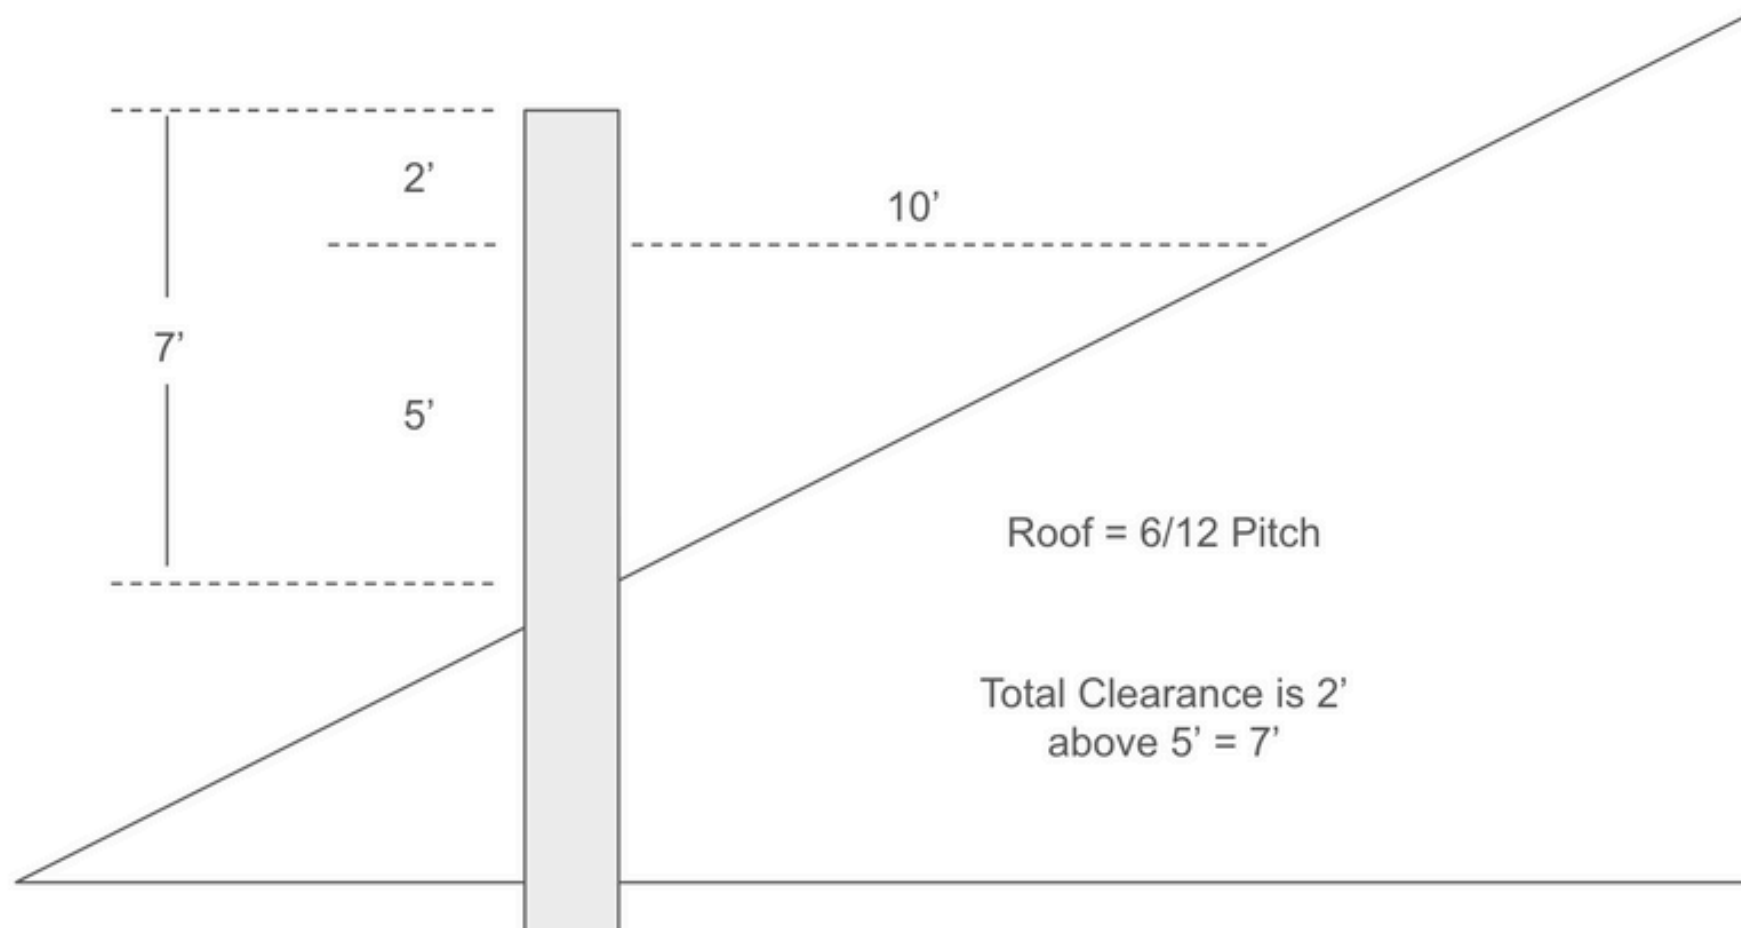 2’
10’
7’
5’
Roof = 6/12 Pitch
Total Clearance is 2’
above 5’ = 7’